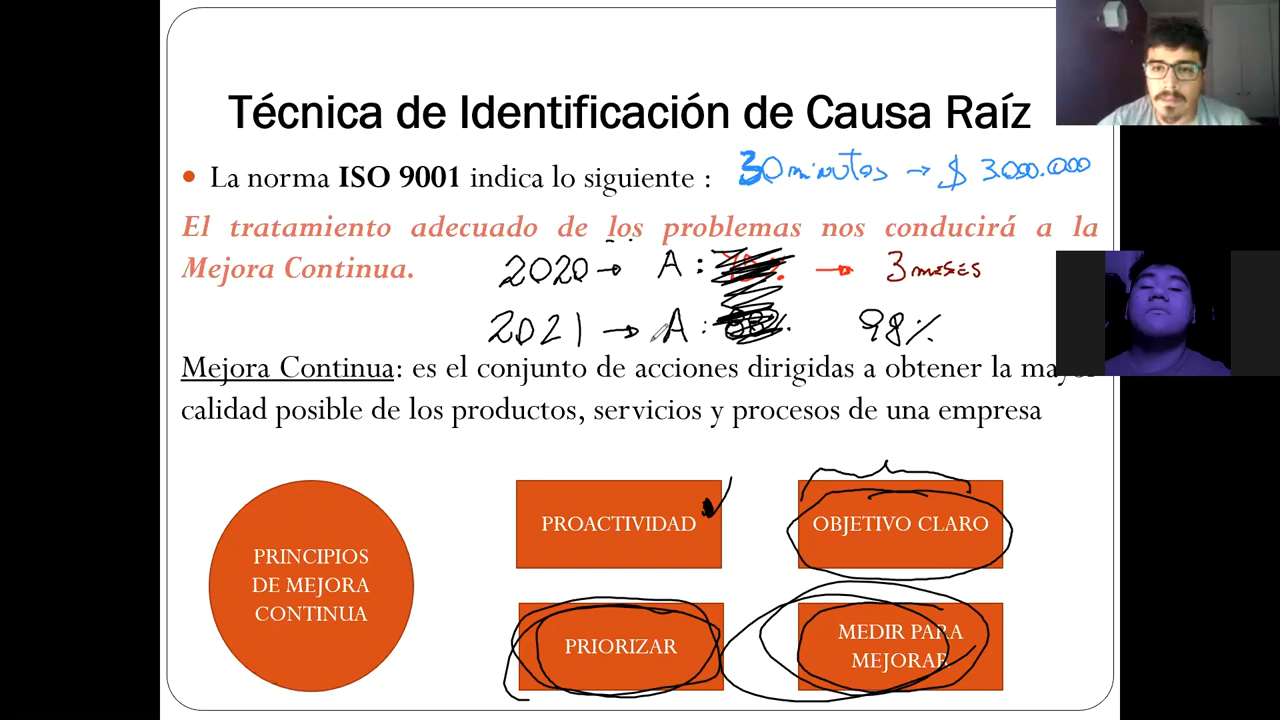 Técnica de Identificación de Causa Raíz
La norma ISO 9001 indica lo siguiente : 30 minutos → $ 3.000.000
El tratamiento adecuado de los problemas nos conducirá a la
Mejora Continua.
2020 → A : → 3 meses
2021 → A : 98%
Mejora Continua: es el conjunto de acciones dirigidas a obtener la
calidad posible de los productos, servicios y procesos de una empresa
PRINCIPIOS
DE MEJORA
CONTINUA
PROACTIVIDAD
OBJETIVO CLARO
PRIORIZAR
MEDIR PARA
MEJORAR